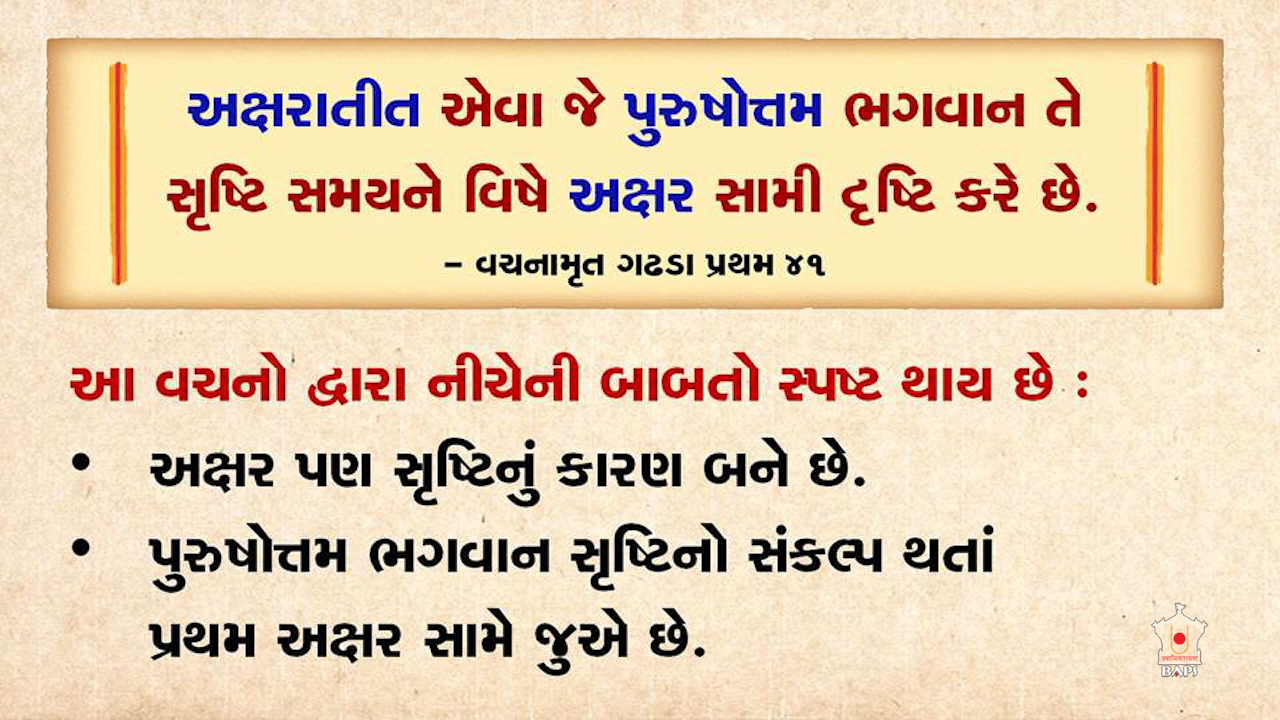 અક્ષરાતીત એવા જે પુરુષોત્તમ ભગવાન તે
સૃષ્ટિ સમયને વિષે અક્ષર સામી દૃષ્ટિ કરે છે.
– વચનામૃત ગઢડા પ્રથમ ૪૧
આ વચનો દ્વારા નીચેની બાબતો સ્પષ્ટ થાય છે :
• અક્ષર પણ સૃષ્ટિનું કારણ બને છે.
• પુરુષોત્તમ ભગવાન સૃષ્ટિનો સંકલ્પ થતાં
પ્રથમ અક્ષર સામે જુએ છે.
સ્વામિનારાયણ
BAPS